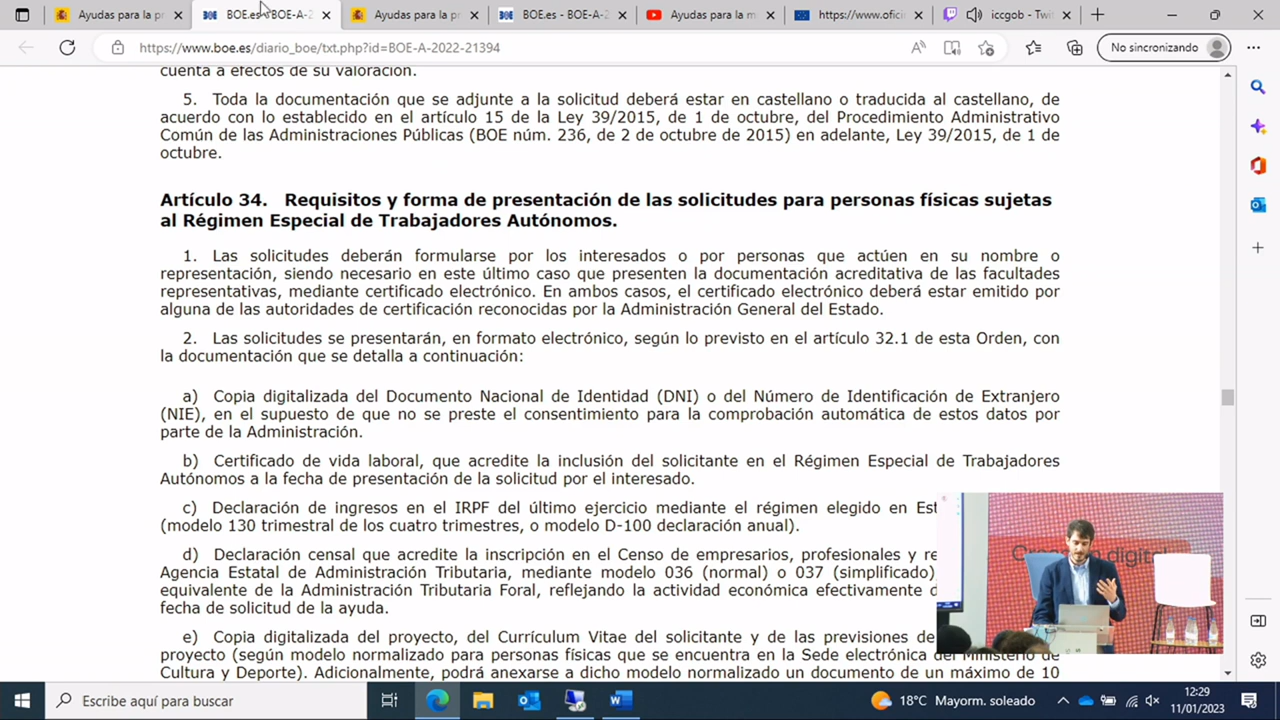 Ayudas para la pr
BOE.es - BOE-A-2
Ayudas para la p
BOE.es - BOE-A-2
Ayudas para la m
https://www.ofici
iccgob - Twi
https://www.boe.es/diario_boe/txt.php?id=BOE-A-2022-21394
No sincronizando
cuenta a efectos de su valoración.
5. Toda la documentación que se adjunte a la solicitud deberá estar en castellano o traducida al castellano, de
acuerdo con lo establecido en el artículo 15 de la Ley 39/2015, de 1 de octubre, del Procedimiento Administrativo
Común de las Administraciones Públicas (BOE núm. 236, de 2 de octubre de 2015) en adelante, Ley 39/2015, de 1 de
octubre.
Artículo 34. Requisitos y forma de presentación de las solicitudes para personas físicas sujetas
al Régimen Especial de Trabajadores Autónomos.
1. Las solicitudes deberán formularse por los interesados o por personas que actúen en su nombre o
representación, siendo necesario en este último caso que presenten la documentación acreditativa de las facultades
representativas, mediante certificado electrónico. En ambos casos, el certificado electrónico deberá estar emitido por
alguna de las autoridades de certificación reconocidas por la Administración General del Estado.
2. Las solicitudes se presentarán, en formato electrónico, según lo previsto en el artículo 32.1 de esta Orden, con
la documentación que se detalla a continuación:
a) Copia digitalizada del Documento Nacional de Identidad (DNI) o del Número de Identificación de Extranjero
(NIE), en el supuesto de que no se preste el consentimiento para la comprobación automática de estos datos por
parte de la Administración.
b) Certificado de vida laboral, que acredite la inclusión del solicitante en el Régimen Especial de Trabajadores
Autónomos a la fecha de presentación de la solicitud por el interesado.
c) Declaración de ingresos en el IRPF del último ejercicio mediante el régimen elegido en Est
(modelo 130 trimestral de los cuatro trimestres, o modelo D-100 declaración anual).
d) Declaración censal que acredite la inscripción en el Censo de empresarios, profesionales y re
Agencia Estatal de Administración Tributaria, mediante modelo 036 (normal) o 037 (simplificado)
equivalente de la Administración Tributaria Foral, reflejando la actividad económica efectivamente
fecha de solicitud de la ayuda.
e) Copia digitalizada del proyecto, del Currículum Vitae del solicitante y de las previsiones de
proyecto (según modelo normalizado para personas físicas que se encuentra en la Sede electrónica del Ministerio de
Cultura y Deporte). Adicionalmente, podrá anexarse a dicho modelo normalizado un documento de un máximo de 10
digital
Escribe aquí para buscar
18°C Mayorm. soleado
12:29
11/01/2023